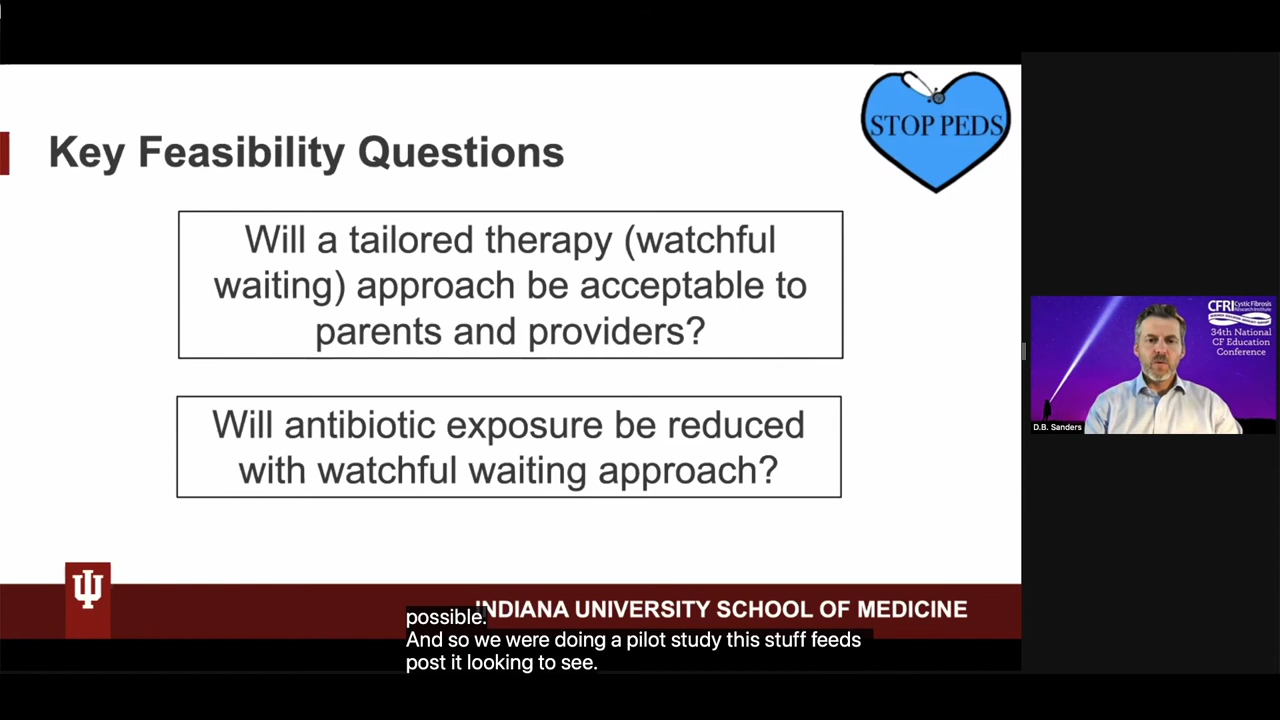 STOP PEDS
Key Feasibility Questions
Will a tailored therapy (watchful
waiting) approach be acceptable to
parents and providers?
Will antibiotic exposure be reduced
with watchful waiting approach?
INDIANA UNIVERSITY SCHOOL OF MEDICINE
possible.
And so we were doing a pilot study this stuff feeds
post it looking to see.
CFRI Cystic Fibrosis
Research Institute
34th National
CF Education
Conference
D.B. Sanders